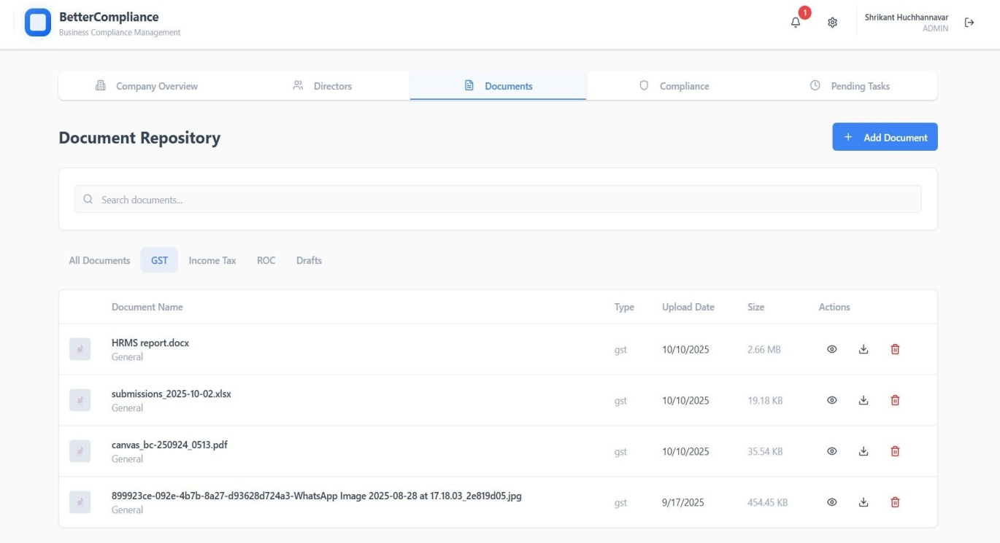 BetterCompliance
Business Compliance Management
1
Shrikant Huchhannavar
ADMIN
Company Overview
Directors
Documents
Compliance
Pending Tasks
Document Repository
+ Add Document
Search documents...
All Documents
GST
Income Tax
ROC
Drafts
Document Name Type Upload Date Size Actions
HRMS report.docx
General
gst 10/10/2025 2.66 MB
submissions_2025-10-02.xlsx
General
gst 10/10/2025 19.18 KB
canvas_bc-250924_0513.pdf
General
gst 10/10/2025 35.54 KB
899923ce-092e-4b7b-8a27-d93628d724a3-WhatsApp Image 2025-08-28 at 17.18.03_2e819d05.jpg
General
gst 9/17/2025 454.45 KB